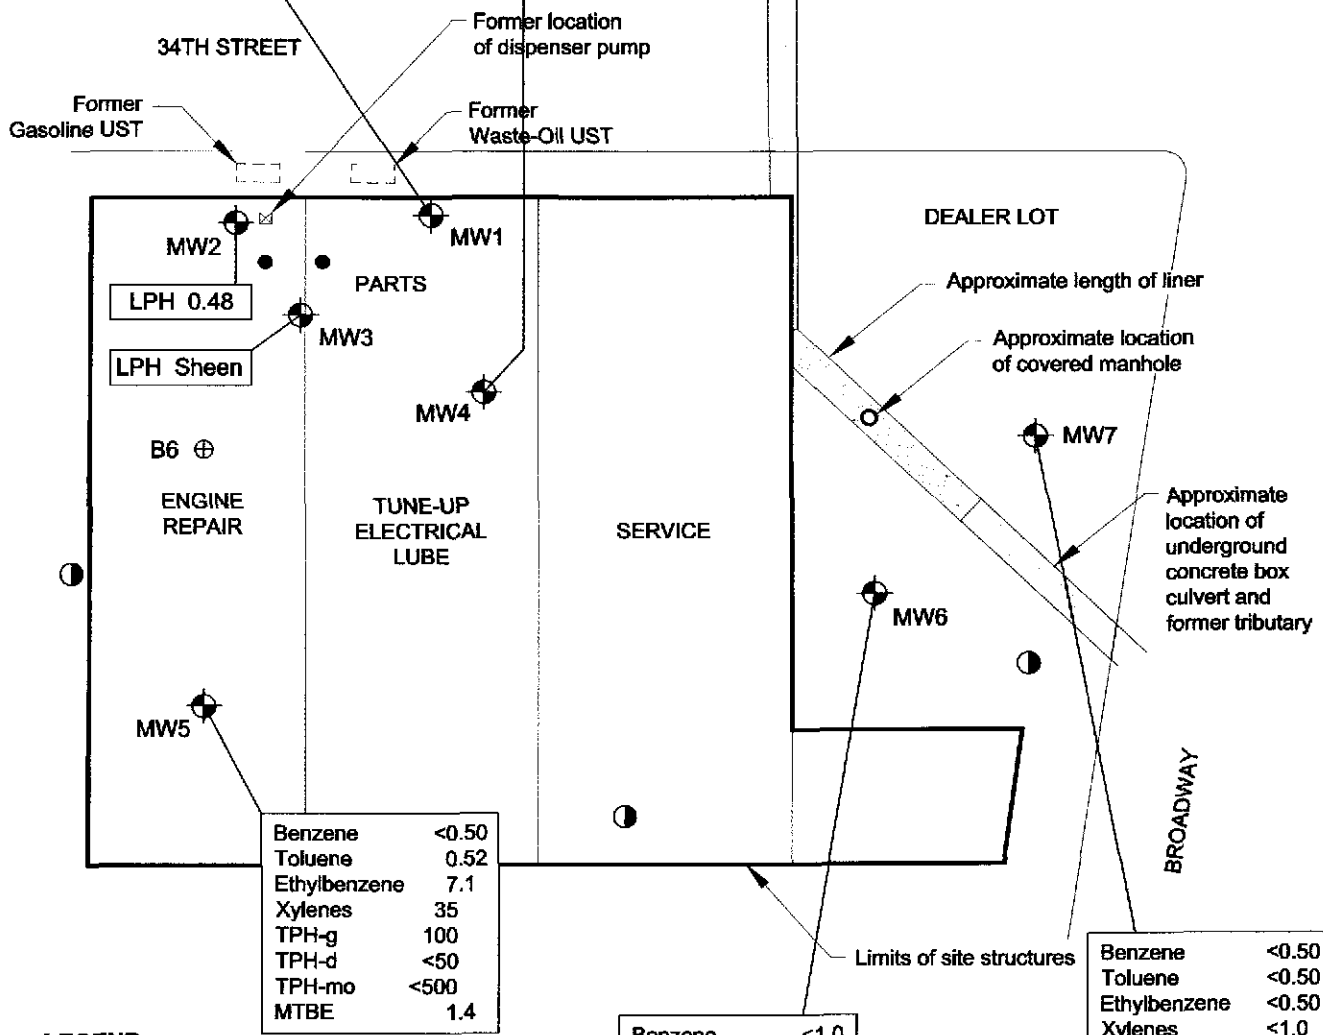 Former location
of dispenser pump
34TH STREET
Former
Gasoline UST
Former
Waste-Oil UST
MW2
MW1
DEALER LOT
PARTS
LPH 0.48
MW3
LPH Sheen
Approximate length of liner
Approximate location
of covered manhole
MW4
MW7
B6
ENGINE
REPAIR
TUNE-UP
ELECTRICAL
LUBE
SERVICE
Approximate
location of
underground
concrete box
culvert and
former tributary
MW6
MW5
BROADWAY
Benzene <0.50
Toluene 0.52
Ethylbenzene 7.1
Xylenes 35
TPH-g 100
TPH-d <50
TPH-mo <500
MTBE 1.4
Limits of site structures
Benzene <0.50
Toluene <0.50
Ethylbenzene <0.50
Xylenes <1.0
Benzene <1.0